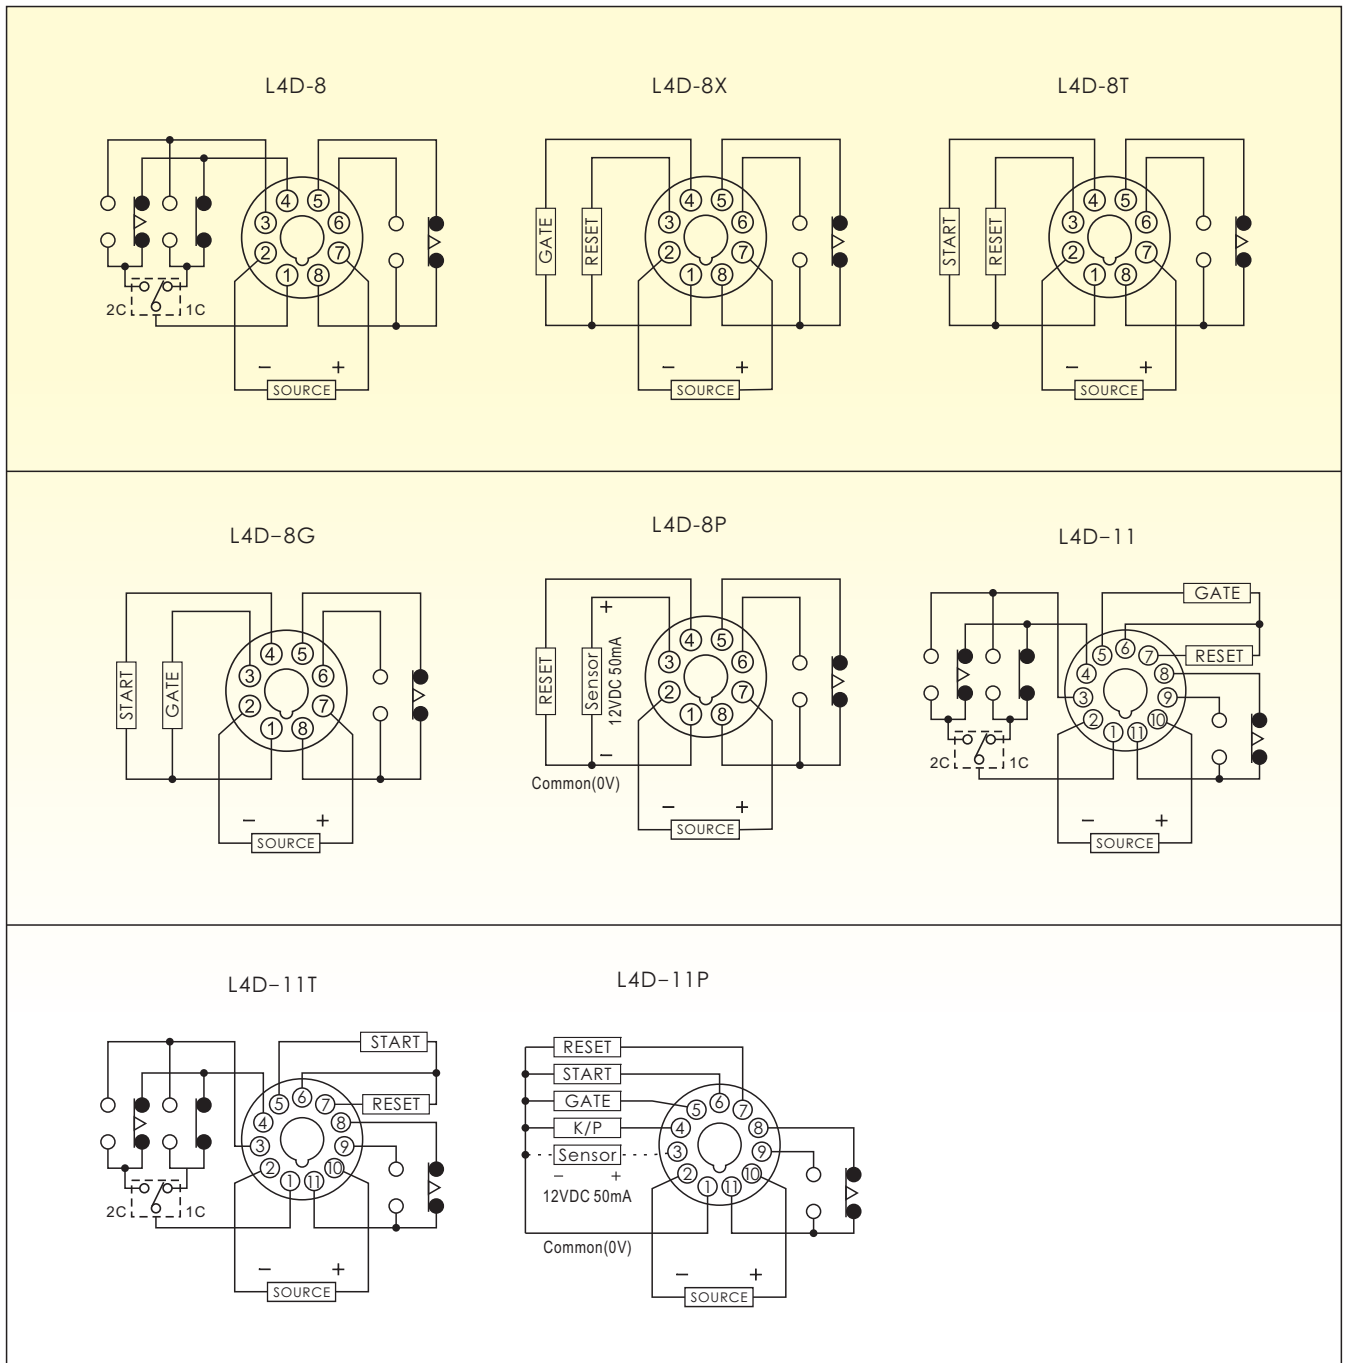 L4D-8 L4D-8X L4D-8T
4 5 4 5 4 5
3 6 GATE RESET 3 6 START RESET 3 6
2 7 2 7 2 7
1 8 1 8 1 8
2C 1C
− + − + − +
SOURCE SOURCE SOURCE
L4D-8G L4D-8P L4D-11
GATE
+
4 5 4 5 5 6 7 RESET
START GATE 3 6 RESET Sensor 12VDC 50mA 3 6 4 8
2 7 2 7 3 9
1 8 1 8 2 1 11 10
− 2C 1C
Common(0V)
− + − + − +
SOURCE SOURCE SOURCE
L4D-11T L4D-11P
START RESET
START
5 6 7 RESET GATE 5 6 7
4 8 K/P 4 8
3 9 Sensor 3 9
2 1 11 10 − + 2 1 11 10
2C 1C 12VDC 50mA
Common(0V)
− + − +
SOURCE SOURCE